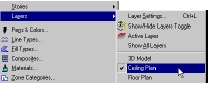 Stories
Layers
Pens & Colors...
Line Types...
Fill Types...
Composites...
Materials...
Zone Categories...
Layer Settings... Ctrl+L
Show/Hide Layers Toggle
Active Layer
Show All Layers
3D Model
Ceiling Plan
Floor Plan